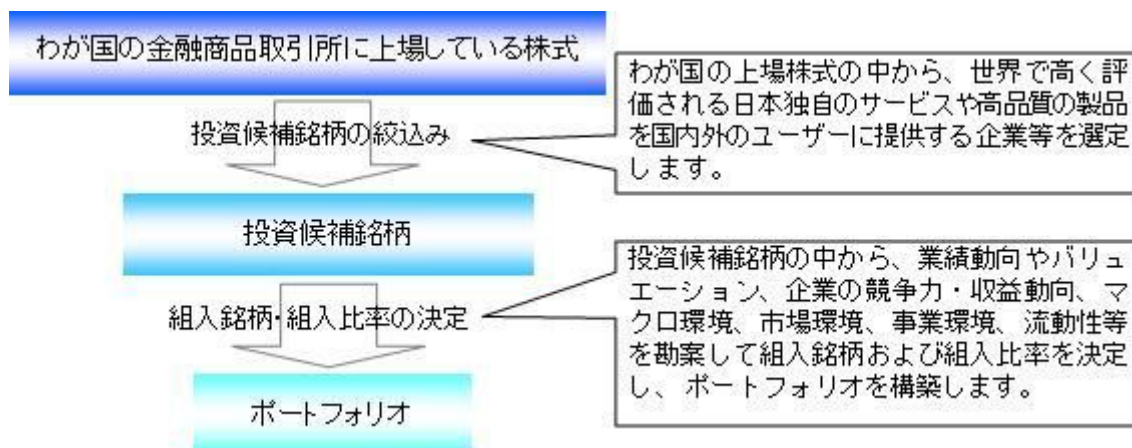 わが国の金融商品取引所に上場している株式
投資候補銘柄の絞込み
わが国の上場株式の中から、世界で高く評
価される日本独自のサービスや高品質の製品
を国内外のユーザーに提供する企業等を選定
します。
投資候補銘柄
組入銘柄・組入比率の決定
投資候補銘柄の中から、業績動向やバリュ
エーション、企業の競争力・収益動向、マ
クロ環境、市場環境、事業環境、流動性等
を勘案して組入銘柄および組入比率を決定
し、ポートフォリオを構築します。
ポートフォリオ